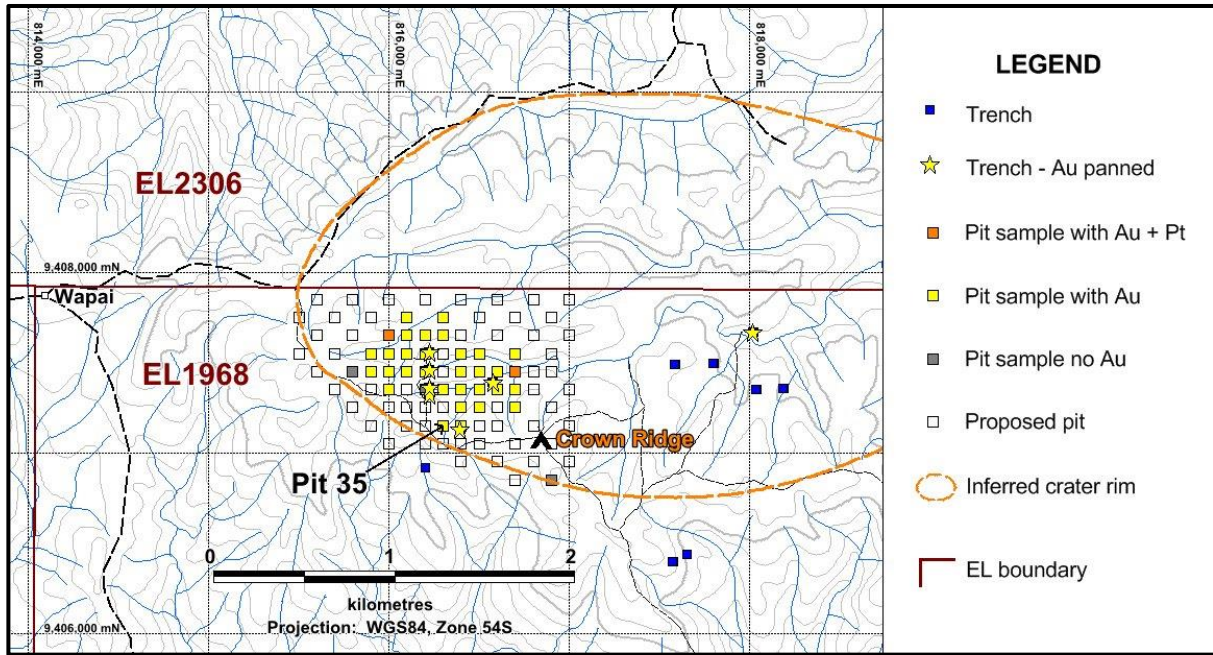 814,000 mE
816,000 mE
818,000 mE
EL2306
9.408,000 mN
Wapai
EL1968
Crown Ridge
Pit 35
0 1 2
kilometres
Projection: WGS84, Zone 54S
9.406,000 mN
LEGEND
Trench
Trench - Au panned
Pit sample with Au + Pt
Pit sample with Au
Pit sample no Au
Proposed pit
Inferred crater rim
EL boundary